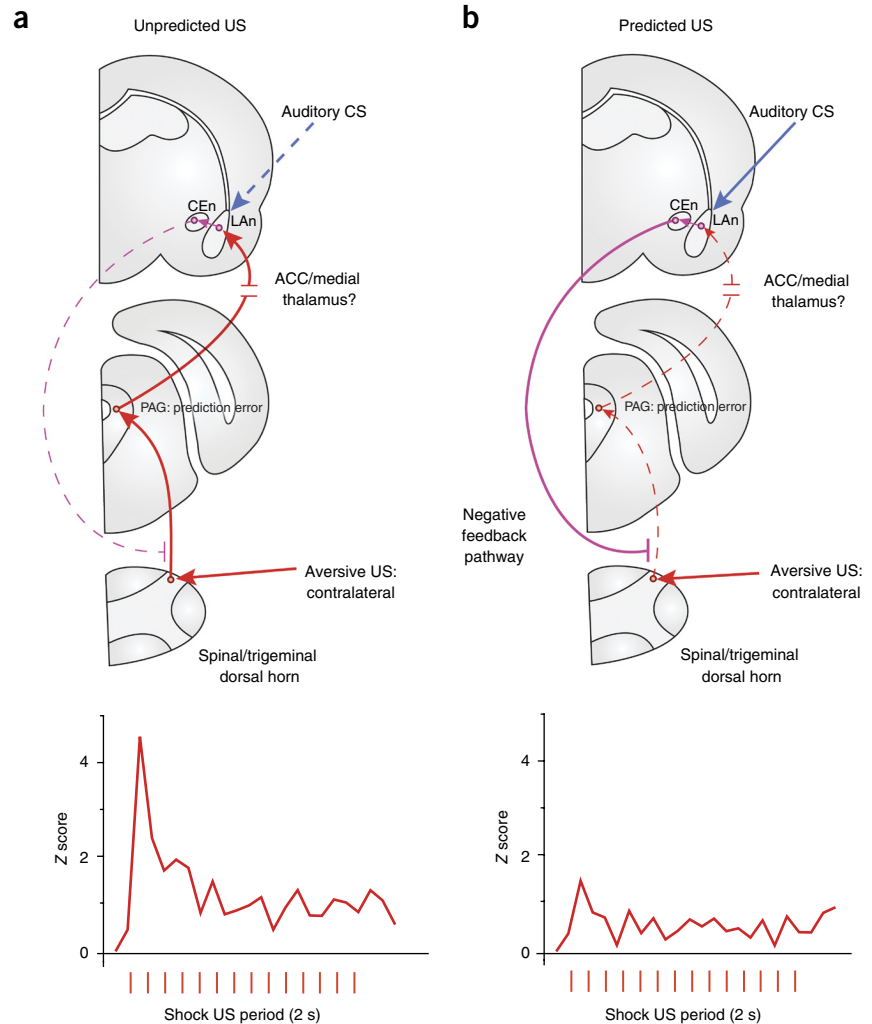 a
Unpredicted US
Auditory CS
CEn
LAn
ACC/medial
thalamus?
PAG: prediction error
Aversive US:
contralateral
Spinal/trigeminal
dorsal horn
Z score
4
2
0
Shock US period (2 s)
b
Predicted US
Auditory CS
CEn
LAn
ACC/medial
thalamus?
PAG: prediction error
Negative
feedback
pathway
Aversive US:
contralateral
Spinal/trigeminal
dorsal horn
Z score
4
2
0
Shock US period (2 s)